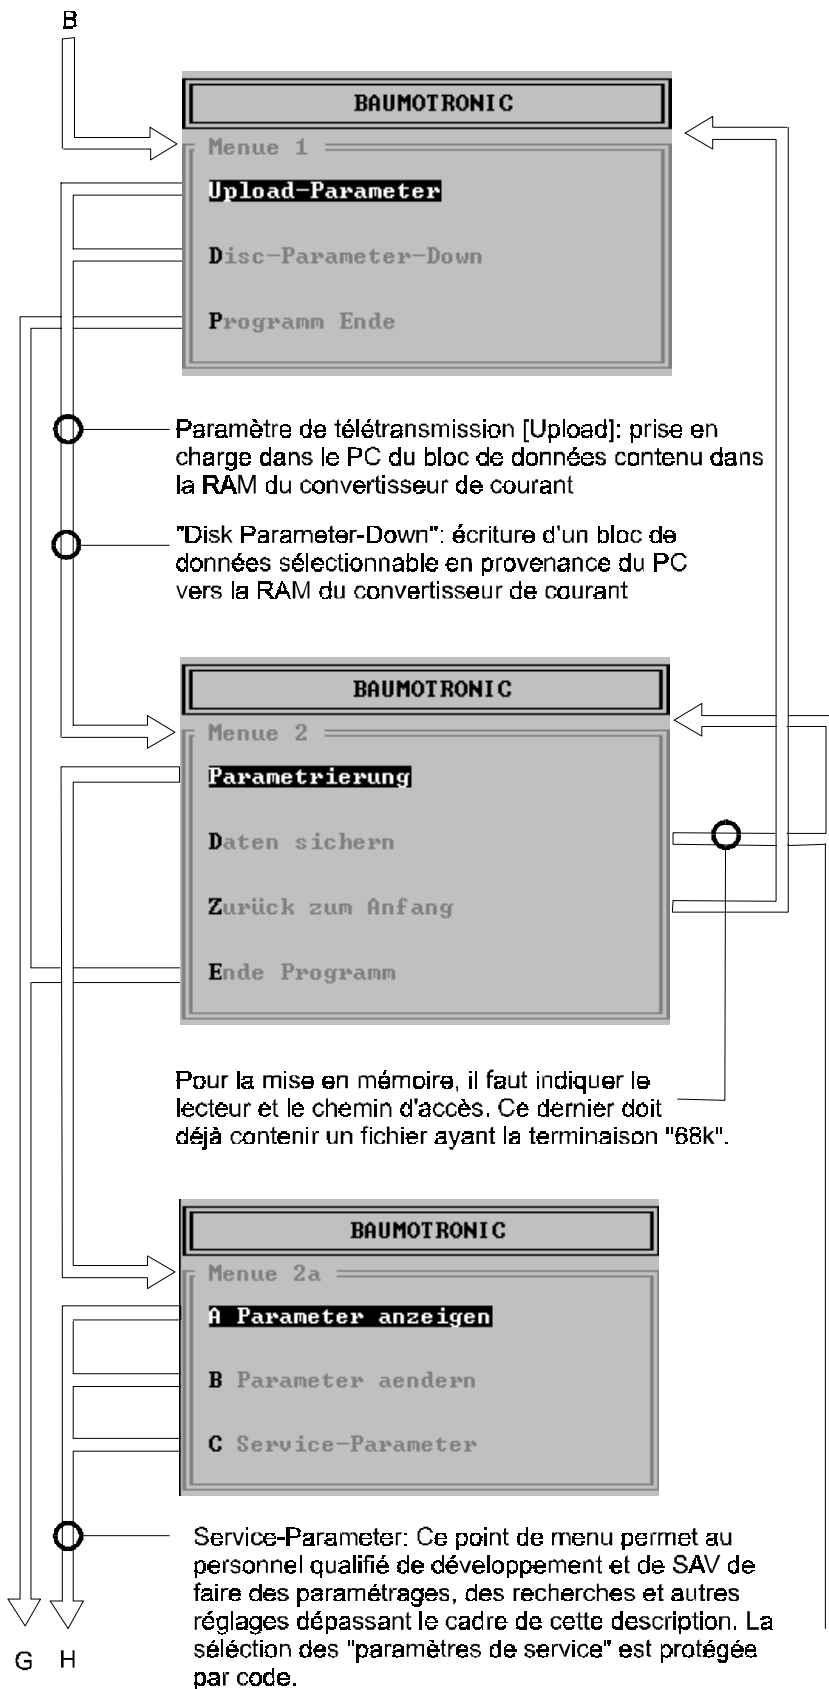 B
BAUMOTRONIC
Menue 1
Upload-Parameter
Disc-Parameter-Down
Programm Ende
Paramètre de télétransmission [Upload]: prise en
charge dans le PC du bloc de données contenu dans
la RAM du convertisseur de courant
"Disk Parameter-Down": écriture d'un bloc de
données sélectionnable en provenance du PC
vers la RAM du convertisseur de courant
BAUMOTRONIC
Menue 2
Parametrierung
Daten sichern
Zurück zum Anfang
Ende Programm
Pour la mise en mémoire, il faut indiquer le
lecteur et le chemin d'accès. Ce dernier doit
déjà contenir un fichier ayant la terminaison "68k".
BAUMOTRONIC
Menue 2a
A Parameter anzeigen
B Parameter aendern
C Service-Parameter
Service-Parameter: Ce point de menu permet au
personnel qualifié de développement et de SAV de
faire des paramétrages, des recherches et autres
réglages dépassant le cadre de cette description. La
séléction des "paramètres de service" est protégée
par code.
G H